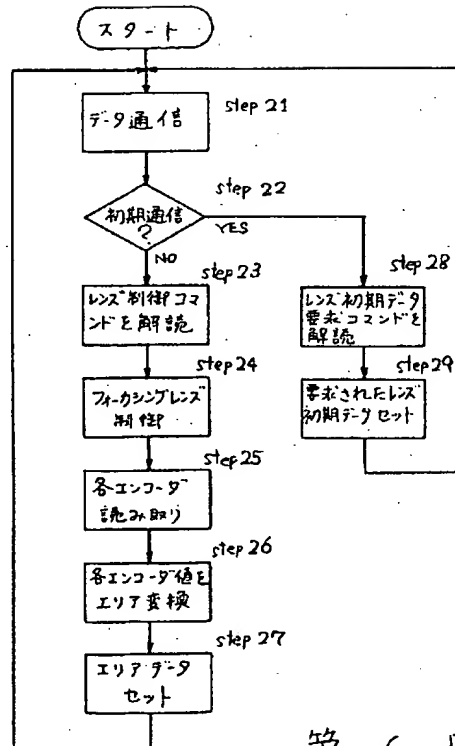 スタート
データ通信
step 21
初期通信
?
step 22
YES
NO
step 23
レンズ制御コマ
ンドを解読
step 24
フォーカシングレンズ
制御
step 25
各エンコーダ
読み取り
step 26
各エンコーダ値を
エリア変換
step 27
エリアデータ
セット
step 28
レンズ初期データ
要求コマンドを
解読
step 29
要求されたレンズ
初期データセット
第 6